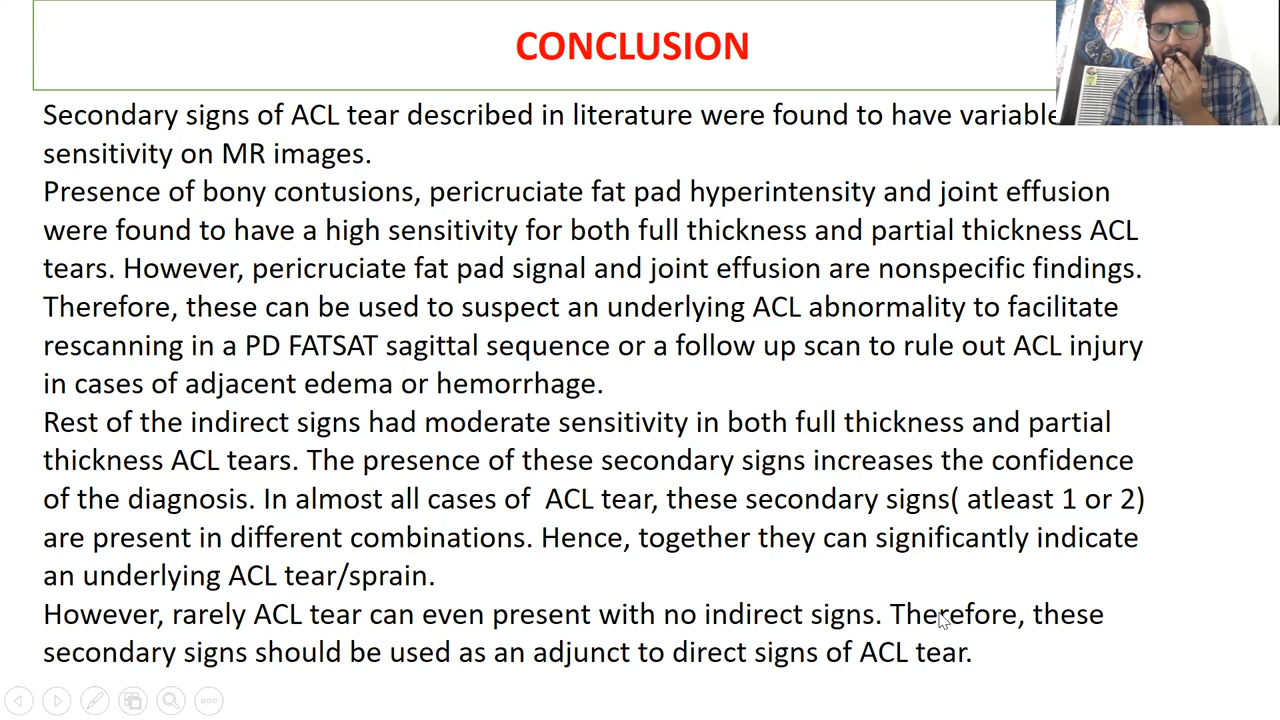 CONCLUSION
Secondary signs of ACL tear described in literature were found to have variable
sensitivity on MR images.
Presence of bony contusions, pericruciate fat pad hyperintensity and joint effusion
were found to have a high sensitivity for both full thickness and partial thickness ACL
tears. However, pericruciate fat pad signal and joint effusion are nonspecific findings.
Therefore, these can be used to suspect an underlying ACL abnormality to facilitate
rescanning in a PD FATSAT sagittal sequence or a follow up scan to rule out ACL injury
in cases of adjacent edema or hemorrhage.
Rest of the indirect signs had moderate sensitivity in both full thickness and partial
thickness ACL tears. The presence of these secondary signs increases the confidence
of the diagnosis. In almost all cases of  ACL tear, these secondary signs( atleast 1 or 2)
are present in different combinations. Hence, together they can significantly indicate
an underlying ACL tear/sprain.
However, rarely ACL tear can even present with no indirect signs. Therefore, these
secondary signs should be used as an adjunct to direct signs of ACL tear.